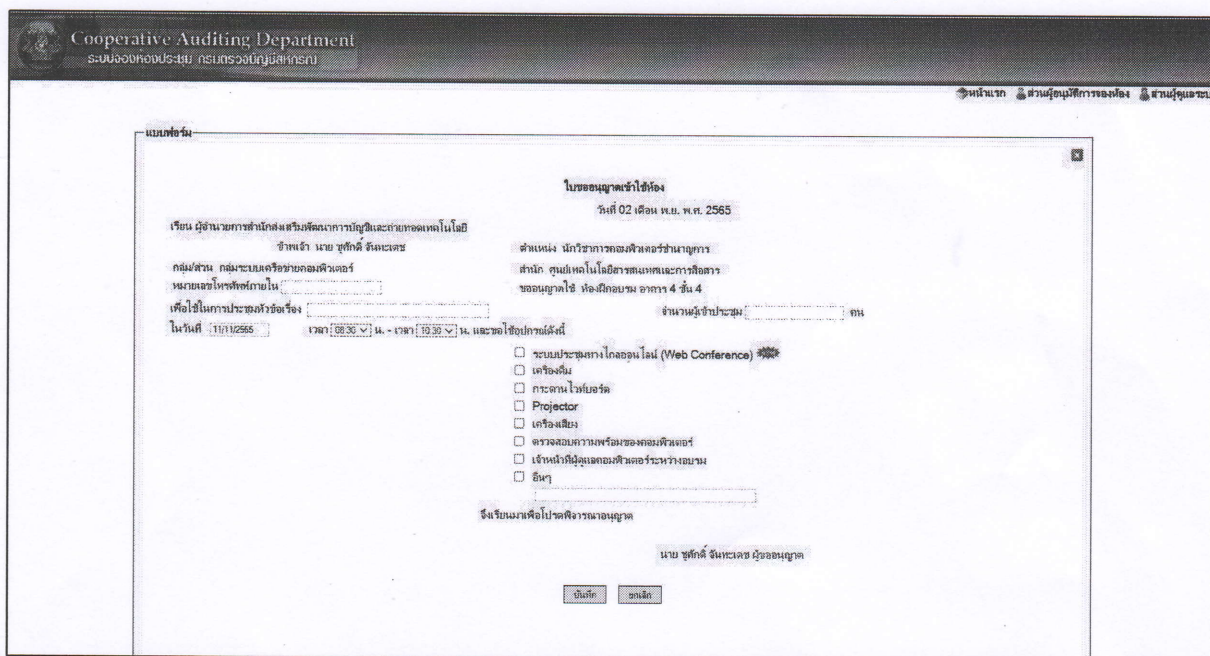 Cooperative Auditing Department
ระบบจองห้องประชุม กรมตรวจบัญชีสหกรณ์
หน้าแรก ส่วนผู้อนุมัติการจองห้อง ส่วนผู้ดูแลระบ
แบบฟอร์ม
ใบขออนุญาตเข้าใช้ห้อง
วันที่ 02 เดือน พ.ย. พ.ศ. 2565
เรียน ผู้อำนวยการสำนักส่งเสริมพัฒนาการบัญชีและถ่ายทอดเทคโนโลยี
ข้าพเจ้า นาย ชูศักดิ์ จันทะเดช ตำแหน่ง นักวิชาการคอมพิวเตอร์ชำนาญการ
กลุ่ม/ส่วน กลุ่มระบบเครือข่ายคอมพิวเตอร์ สำนัก ศูนย์เทคโนโลยีสารสนเทศและการสื่อสาร
หมายเลขโทรศัพท์ภายใน ขออนุญาตใช้ ห้องฝึกอบรม อาคาร 4 ชั้น 4
เพื่อใช้ในการประชุมหัวข้อเรื่อง จำนวนผู้เข้าประชุม คน
ในวันที่ 11/11/2565 เวลา 08:30 น. - เวลา 10:30 น. และขอใช้อุปกรณ์ดังนี้
ระบบประชุมทางไกลออนไลน์ (Web Conference)
เครื่องดื่ม
กระดานไวท์บอร์ด
Projector
เครื่องเสียง
ตรวจสอบความพร้อมของคอมพิวเตอร์
เจ้าหน้าที่ผู้ดูแลคอมพิวเตอร์ระหว่างอบรม
อื่นๆ
จึงเรียนมาเพื่อโปรดพิจารณาอนุญาต
นาย ชูศักดิ์ จันทะเดช ผู้ขออนุญาต
บันทึก ยกเลิก